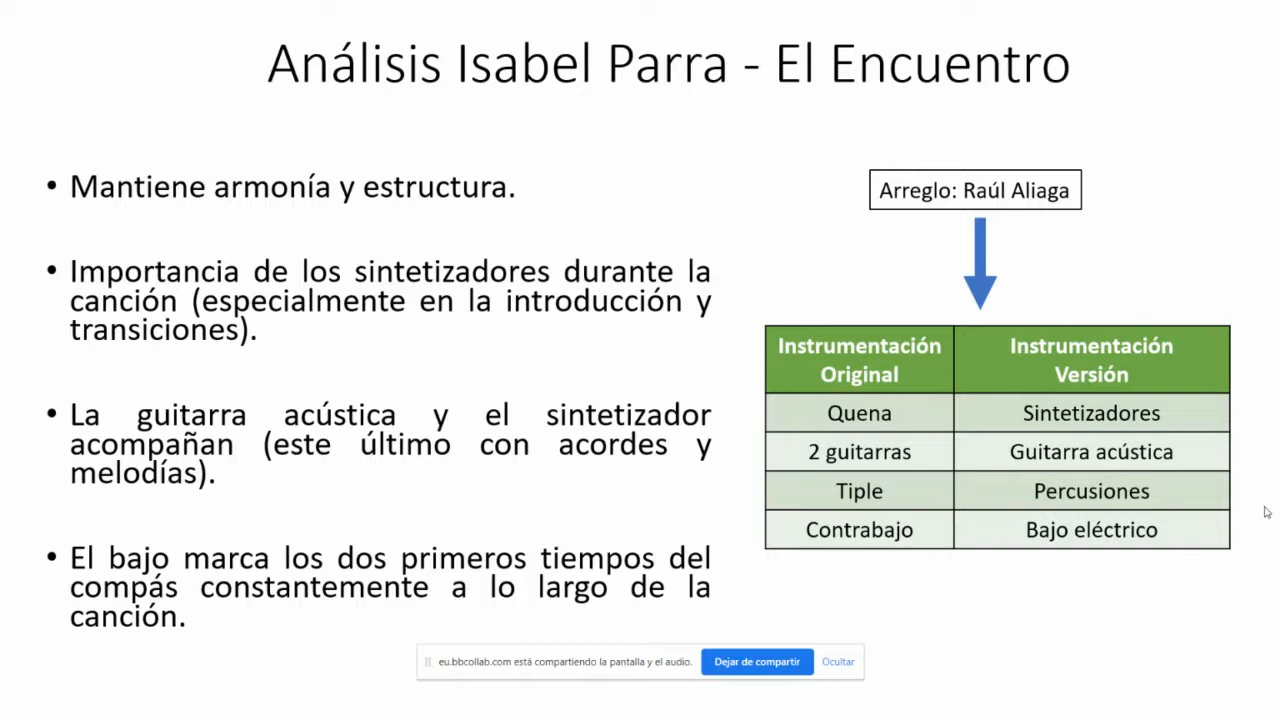 Análisis Isabel Parra - El Encuentro
• Mantiene armonía y estructura.
• Importancia de los sintetizadores durante la
canción (especialmente en la introducción y
transiciones).
• La guitarra acústica y el sintetizador
acompañan (este último con acordes y
melodías).
• El bajo marca los dos primeros tiempos del
compás constantemente a lo largo de la
canción.
Arreglo: Raúl Aliaga
Instrumentación Original Instrumentación Versión
Quena Sintetizadores
2 guitarras Guitarra acústica
Tiple Percusiones
Contrabajo Bajo eléctrico
eu.bbcollab.com está compartiendo la pantalla y el audio. Dejar de compartir Ocultar